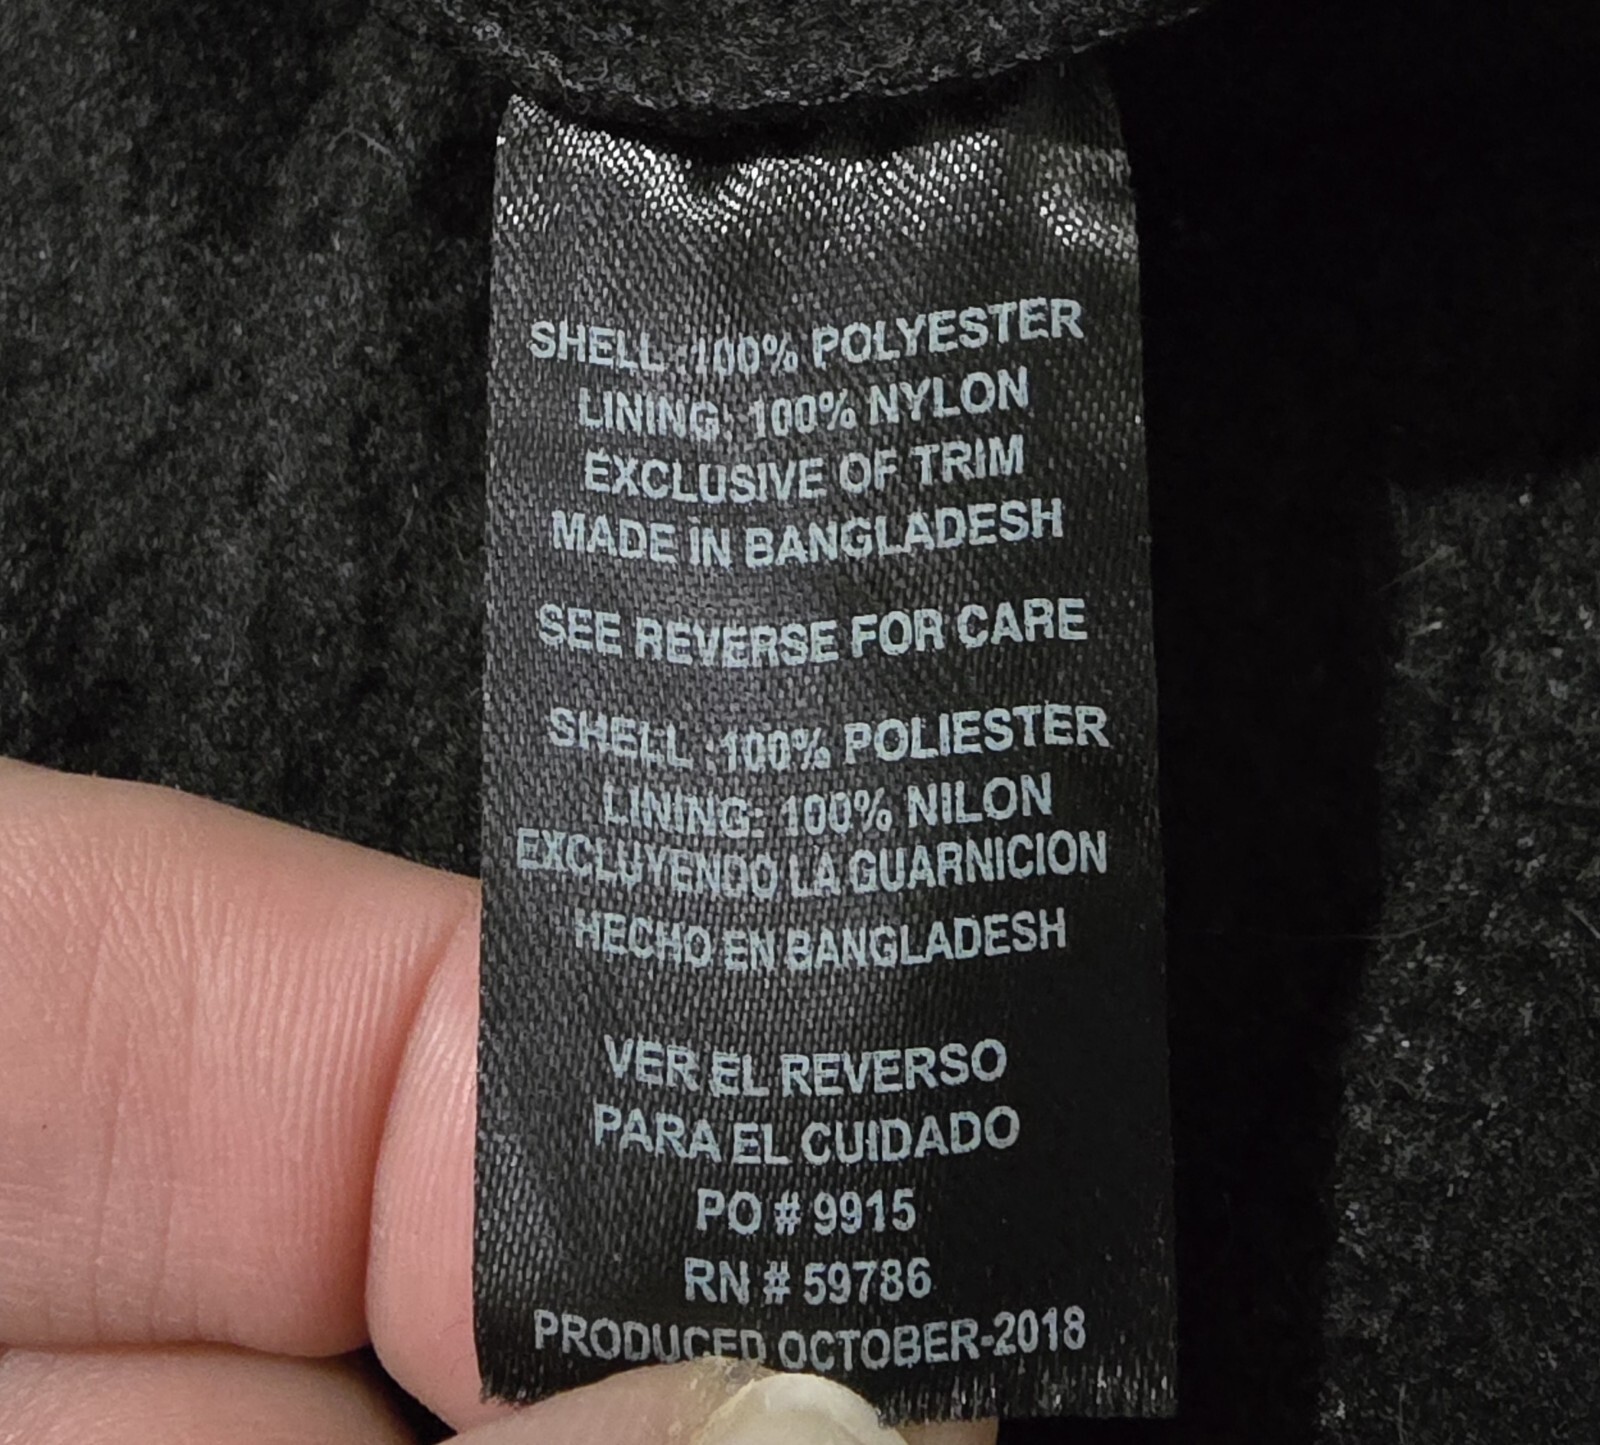 SHELL :100% POLYESTER
LINING: 100% NYLON
EXCLUSIVE OF TRIM
MADE IN BANGLADESH
SEE REVERSE FOR CARE
SHELL :100% POLIESTER
LINING: 100% NILON
EXCLUYENDO LA GUARNICION
HECHO EN BANGLADESH
VER EL REVERSO
PARA EL CUIDADO
PO # 9915
RN # 59786
PRODUCED OCTOBER-2018